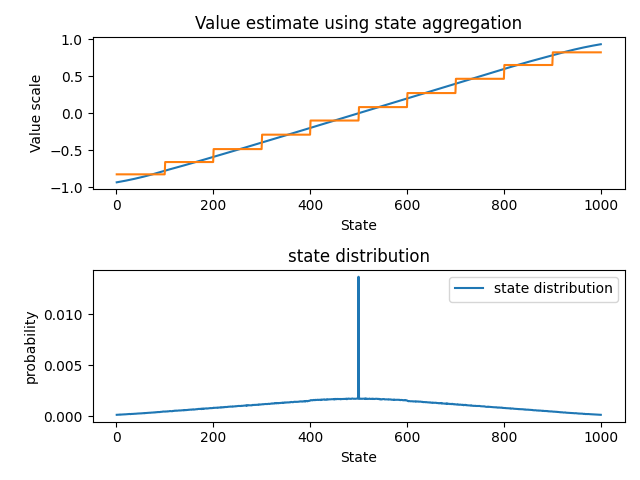 Value estimate using state aggregation
1.0
0.5
0.0
−0.5
−1.0
Value scale
0 200 400 600 800 1000
State
state distribution
state distribution
0.010
0.005
0.000
probability
0 200 400 600 800 1000
State